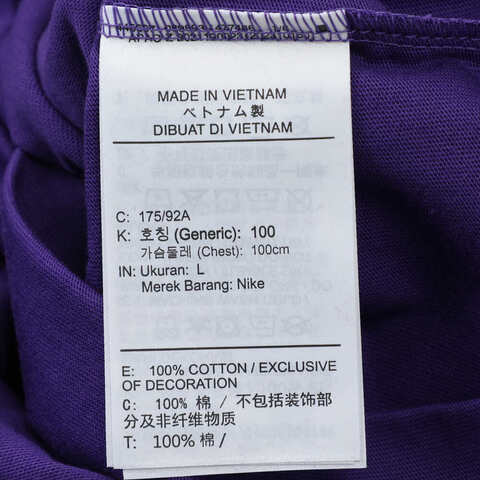 MADE IN VIETNAM
ベトナム製
DIBUAT DI VIETNAM
C: 175/92A
K: 호칭 (Generic): 100
가슴둘레 (Chest): 100cm
IN: Ukuran: L
Merek Barang: Nike
E: 100% COTTON / EXCLUSIVE
OF DECORATION
C: 100% 棉 / 不包括装饰部
分及非纤维物质
T: 100% 棉 /